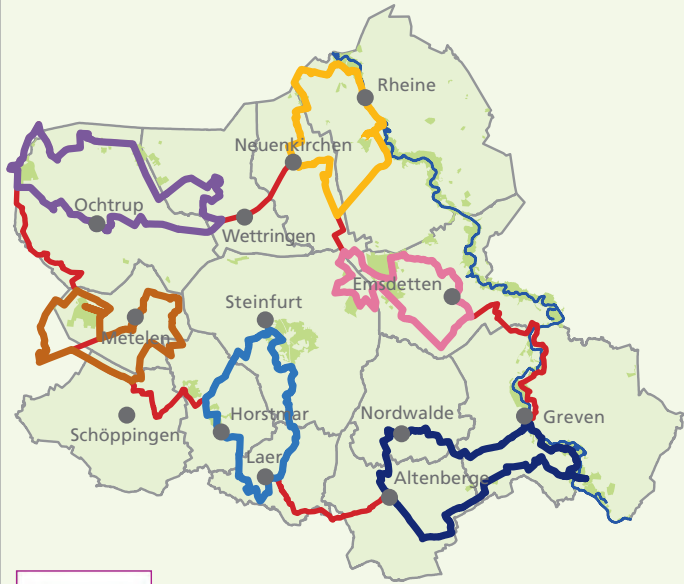 Rheine
Neuenkirchen
Ochtrup
Wettringen
Emsdetten
Steinfurt
Metelen
Horstmar
Nordwalde
Greven
Schöppingen
Laer
Altenberge